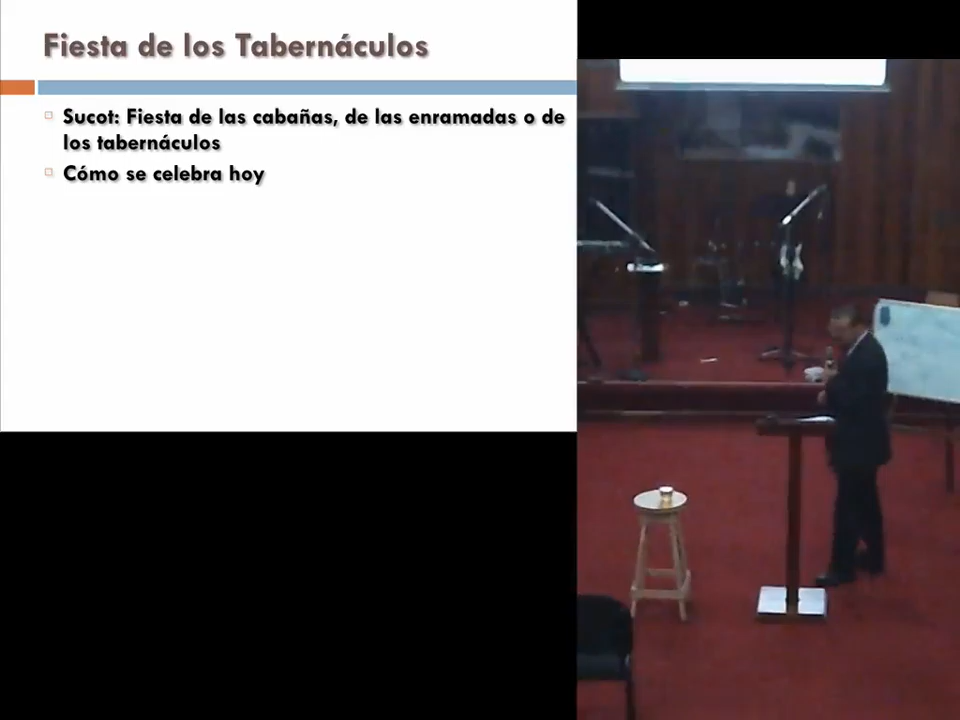 Fiesta de los Tabernáculos
Sucot: Fiesta de las cabañas, de las enramadas o de
los tabernáculos
Cómo se celebra hoy